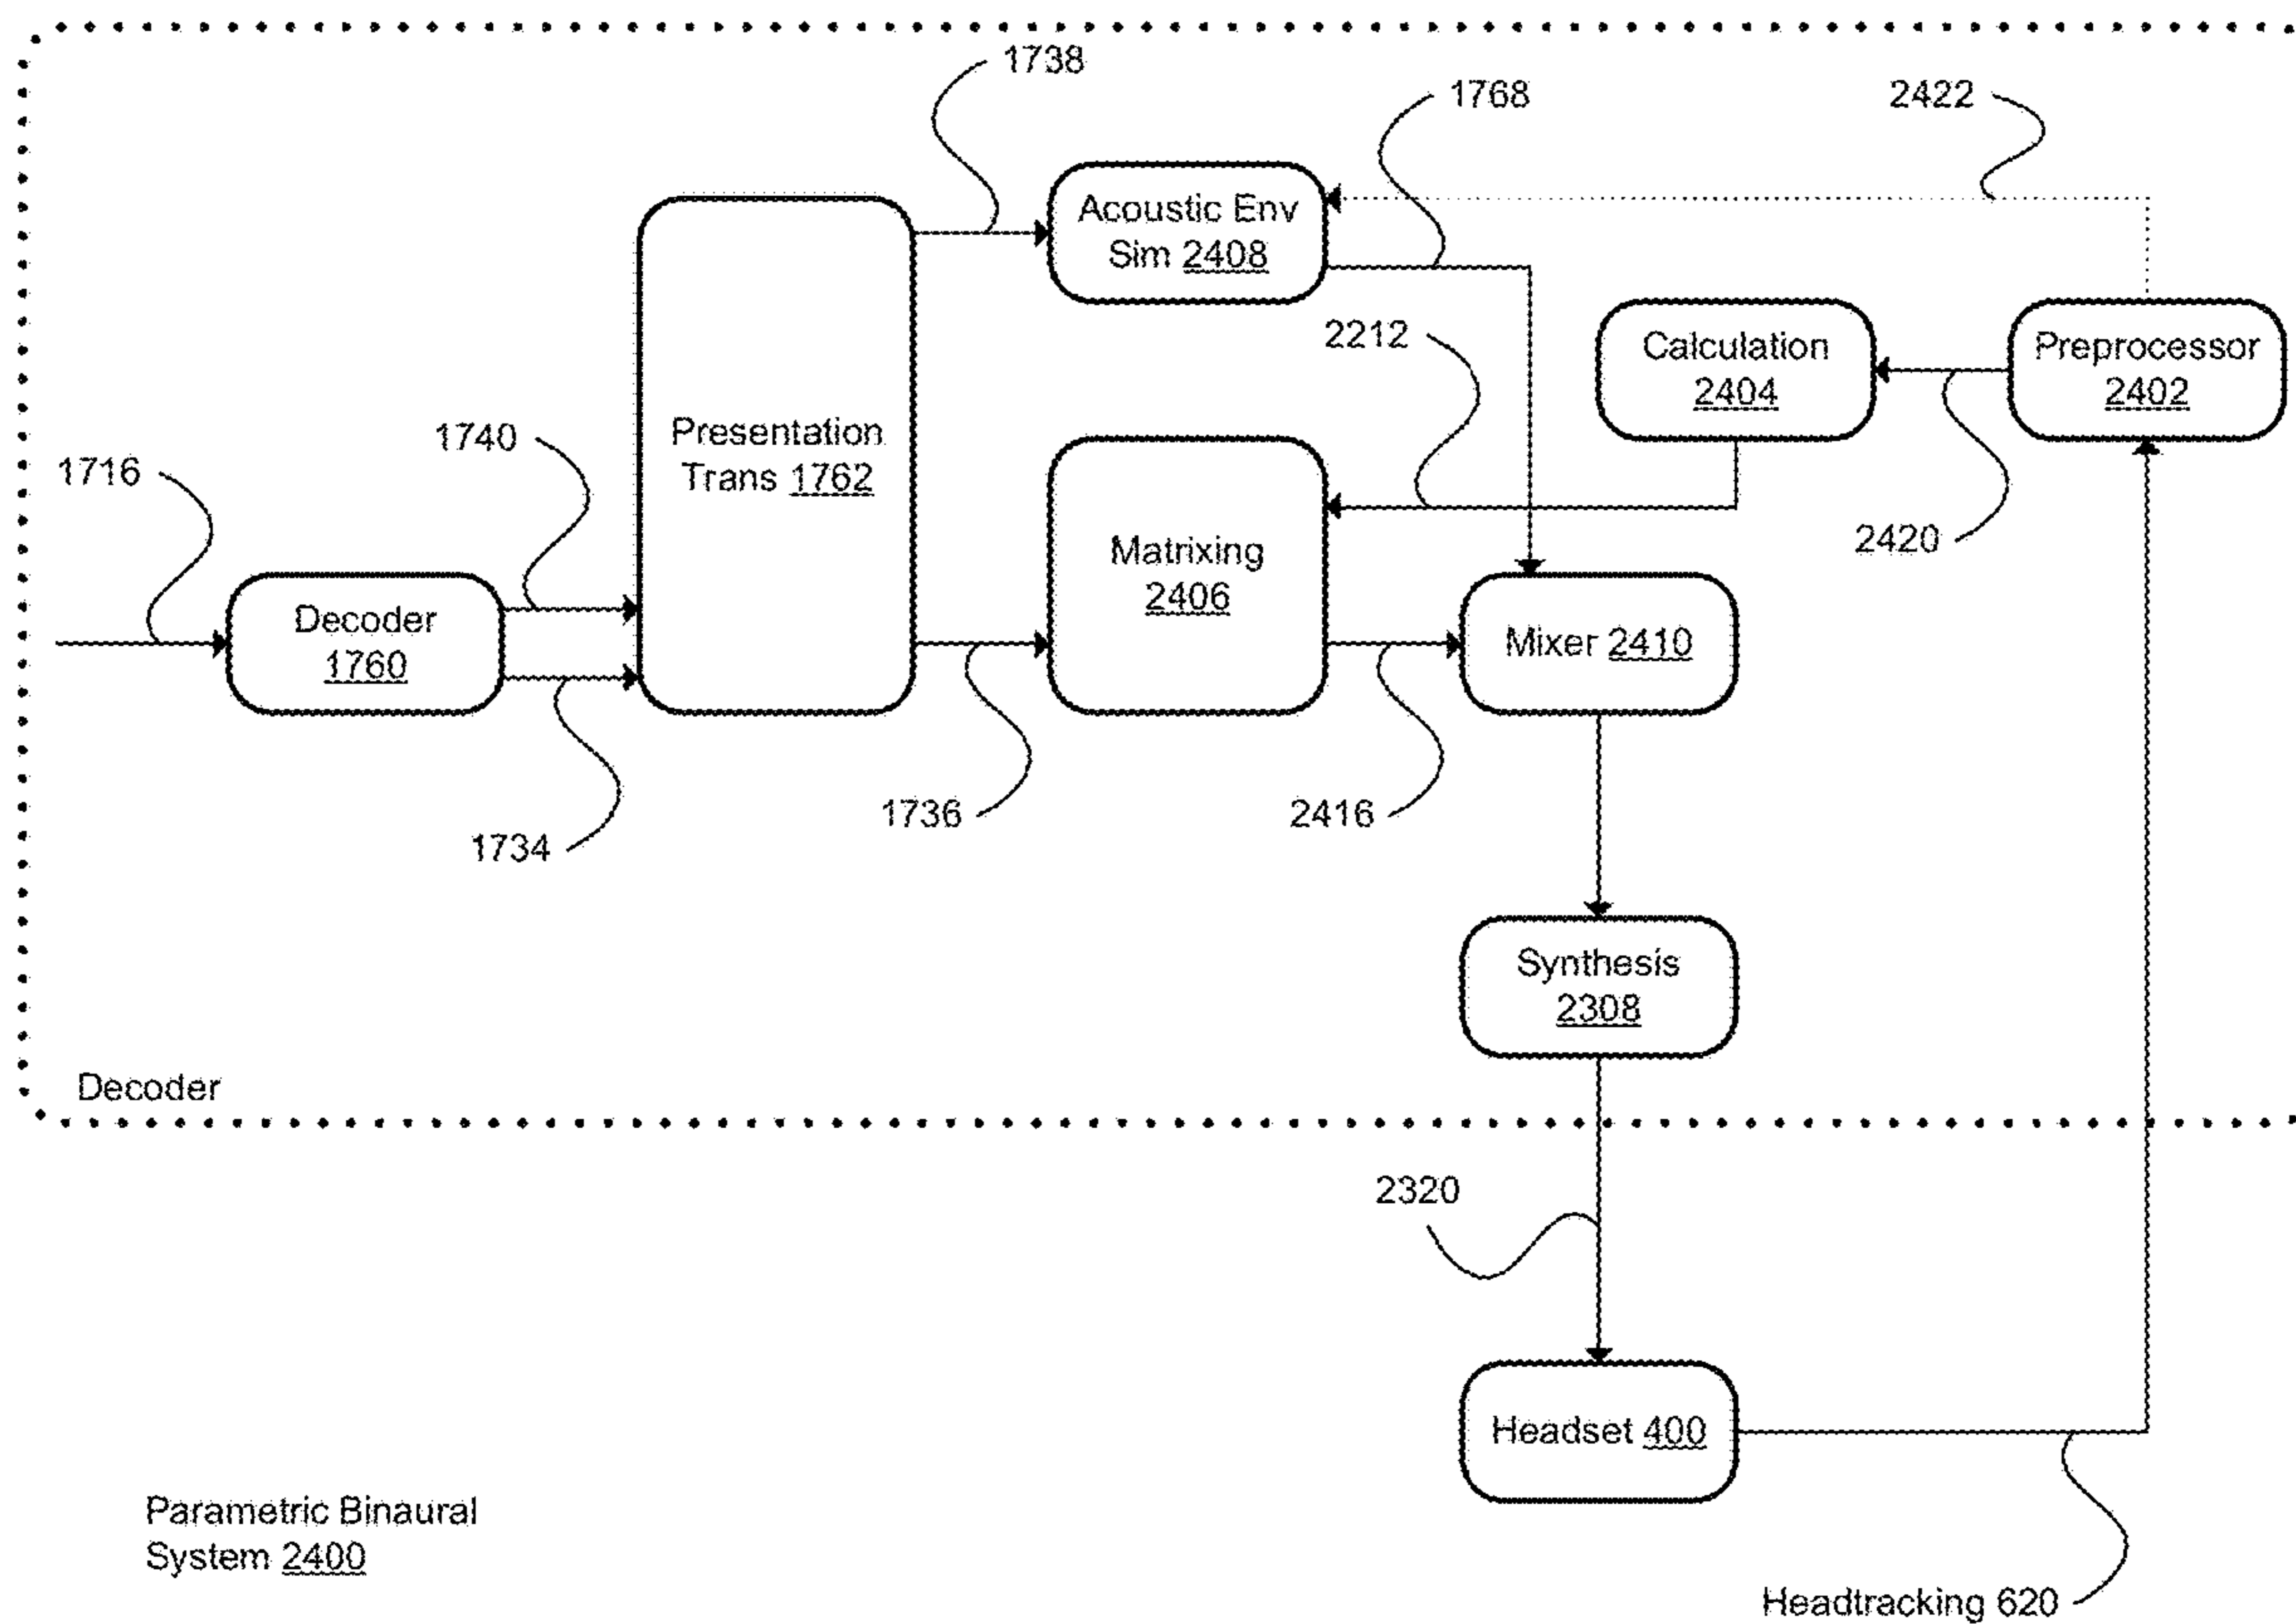 1738
1768
2422
Acoustic Env
Sim 2408
2212
Calculation
2404
Preprocessor
2402
1740
Presentation
Trans 1762
1716
Matrixing
2406
2420
Decoder
1760
Mixer 2410
1734
1736
2416
Synthesis
2308
Decoder
2320
Headset 400
Parametric Binaural
System 2400
Headtracking 620